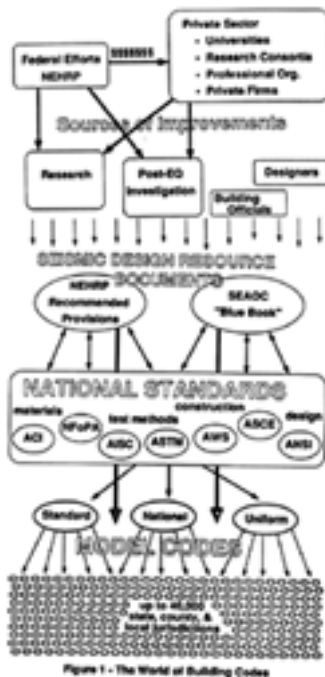 $$$$$$$$
Federal Efforts
NEHRP
Private Sector
• Universities
• Research Consortia
• Professional Org.
• Private Firms
Sources of Improvements
Research
Post-EQ
Investigation
Designers
Building
Officials
SEISMIC DESIGN RESOURCE
DOCUMENTS
NEHRP
Recommended
Provisions
SEAOC
"Blue Book"
NATIONAL STANDARDS
materials
test methods
construction
design
ACI
NFoPA
AISC
ASTM
AWS
ASCE
ANSI
Standard
National
Uniform
MODEL CODES
up to 40,000
state, county, &
local jurisdictions
Figure 1 - The World of Building Codes